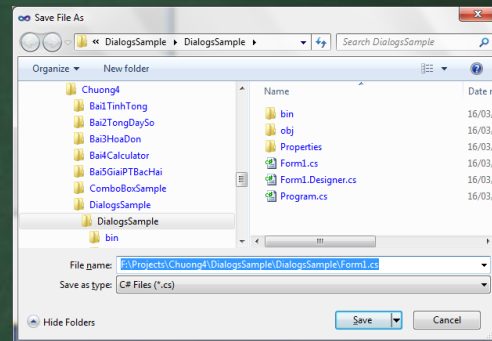 Save File As
« DialogsSample ▸ DialogsSample ▸
Search DialogsSample
Organize
New folder
Chuong4
Bai1TinhTong
Bai2TongDaySo
Bai3HoaDon
Bai4Calculator
Bai5GiaiPTBacHai
ComboBoxSample
DialogsSample
DialogsSample
bin
Name
bin
obj
Properties
Form1.cs
Form1.Designer.cs
Program.cs
Date
16/03
16/03
16/03
16/03
16/03
16/03
File name: F:\Projects\Chuong4\DialogsSample\DialogsSample\Form1.cs
Save as type: C# Files (*.cs)
Hide Folders
Save
Cancel